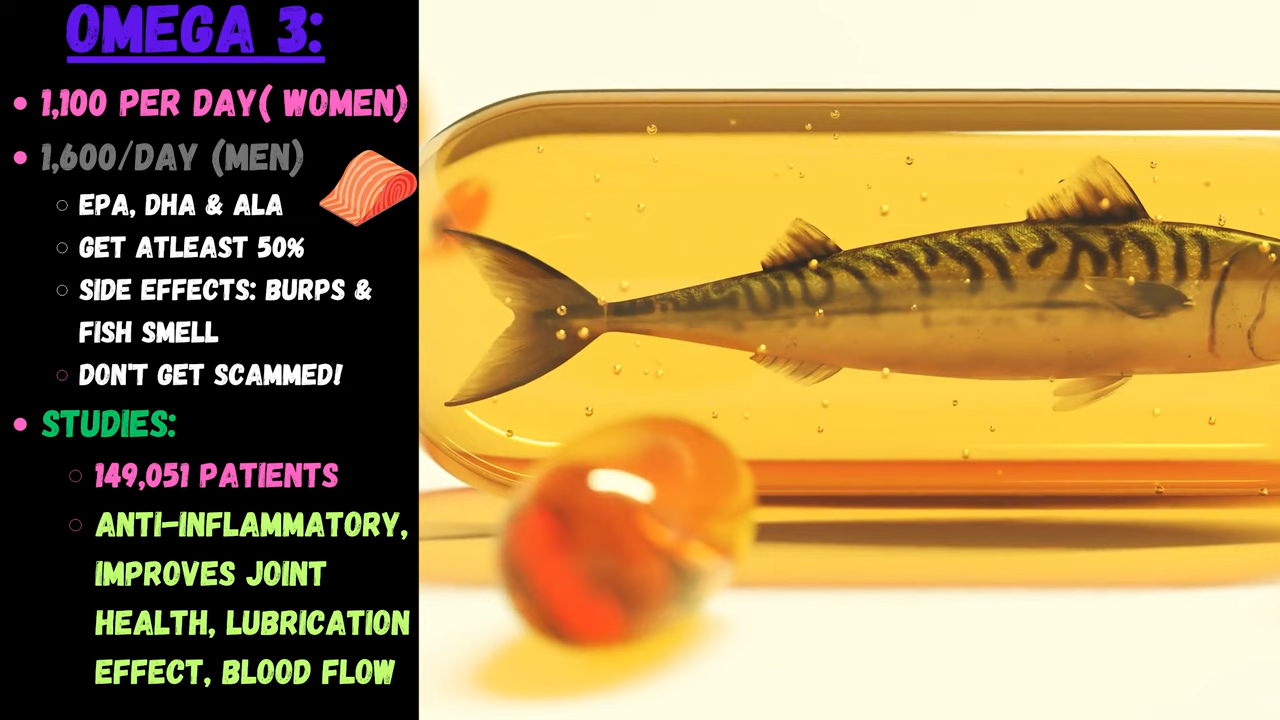 OMEGA 3:
1,100 PER DAY( WOMEN)
1,600/DAY (MEN)
EPA, DHA & ALA
GET ATLEAST 50%
SIDE EFFECTS: BURPS &
FISH SMELL
DON'T GET SCAMMED!
STUDIES:
149,051 PATIENTS
ANTI-INFLAMMATORY,
IMPROVES JOINT
HEALTH, LUBRICATION
EFFECT, BLOOD FLOW